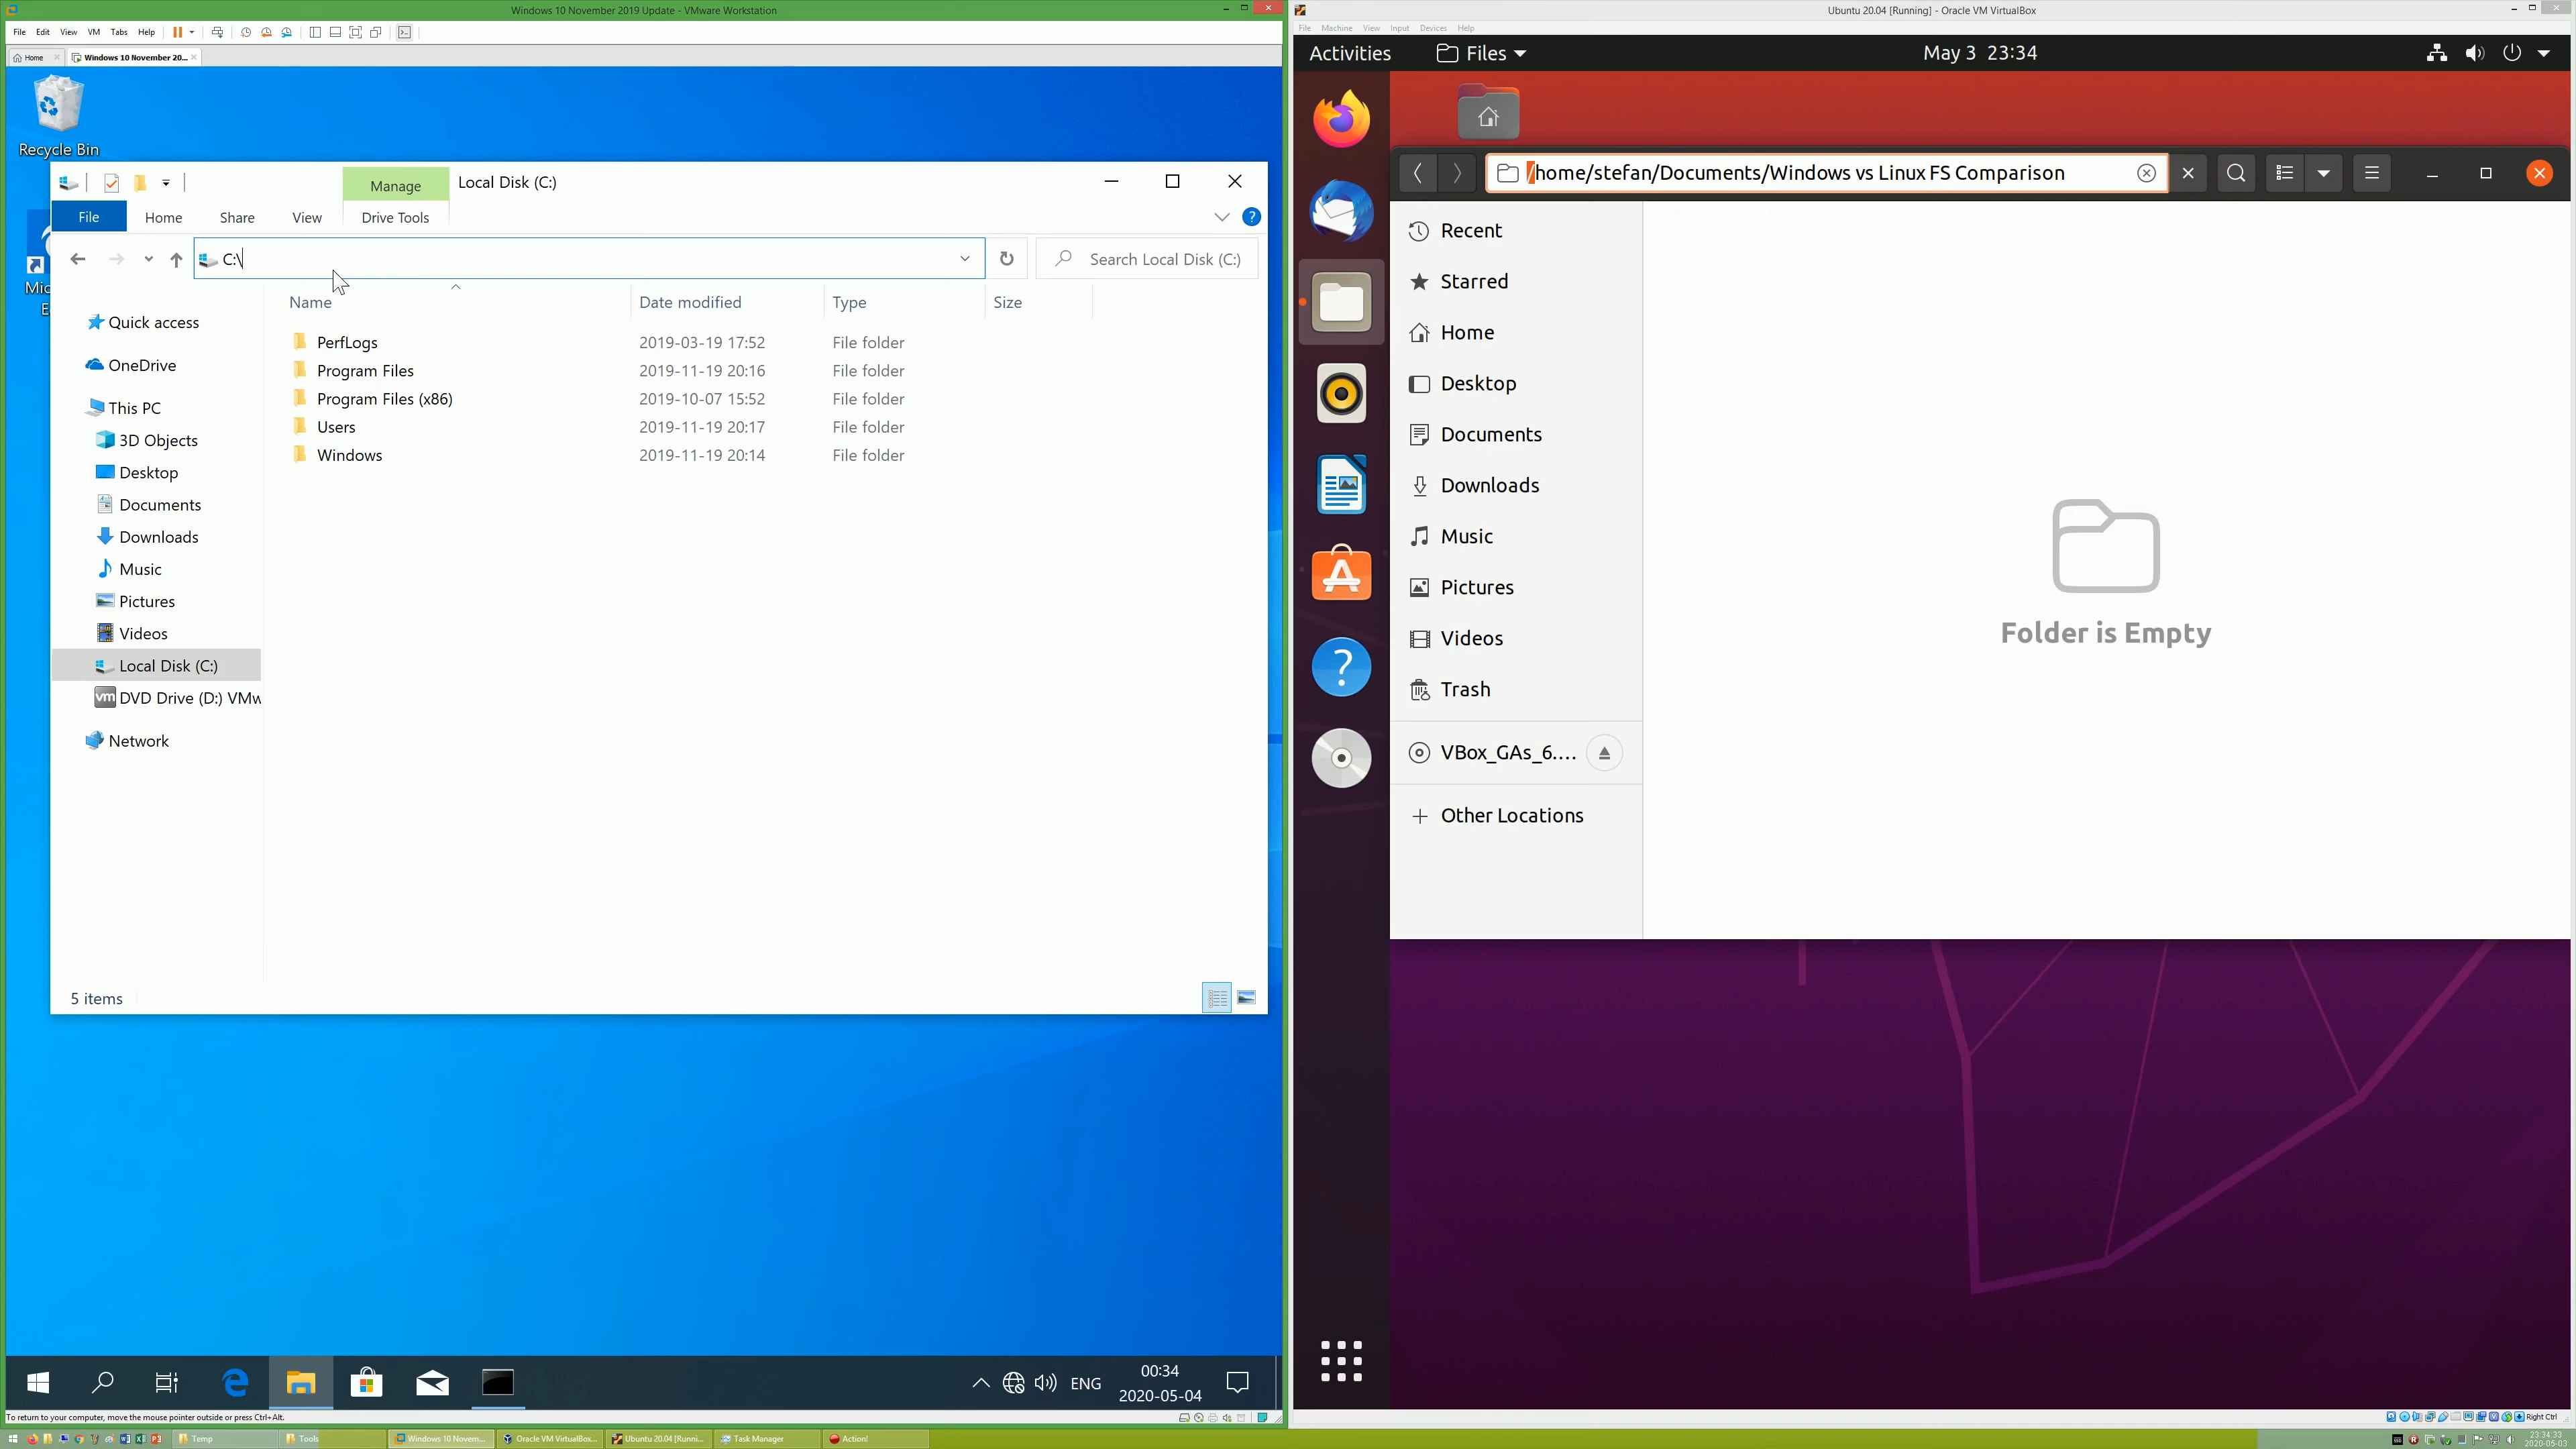 Windows 10 November 2019 Update - VMware Workstation
File Edit View VM Tabs Help
Home
Windows 10 November 20...
Recycle Bin
Mic
E
Manage
Local Disk (C:)
File
Home
Share
View
Drive Tools
C:\
Search Local Disk (C:)
Name
Date modified
Type
Size
Quick access
OneDrive
This PC
3D Objects
Desktop
Documents
Downloads
Music
Pictures
Videos
Local Disk (C:)
DVD Drive (D:) VMw
Network
PerfLogs 2019-03-19 17:52 File folder
Program Files 2019-11-19 20:16 File folder
Program Files (x86) 2019-10-07 15:52 File folder
Users 2019-11-19 20:17 File folder
Windows 2019-11-19 20:14 File folder
5 items
ENG
00:34
2020-05-04
To return to your computer, move the mouse pointer outside or press Ctrl+Alt.
Ubuntu 20.04 [Running] - Oracle VM VirtualBox
File Machine View Input Devices Help
Activities
Files
May 3 23:34
/home/stefan/Documents/Windows vs Linux FS Comparison
Recent
Starred
Home
Desktop
Documents
Downloads
Music
Pictures
Videos
Trash
VBox_GAs_6....
Other Locations
Folder is Empty
Right Ctrl
Temp
Tools
Windows 10 Novem...
Oracle VM VirtualBox...
Ubuntu 20.04 [Runni...
Task Manager
Action!
23:34:33
2020-05-03